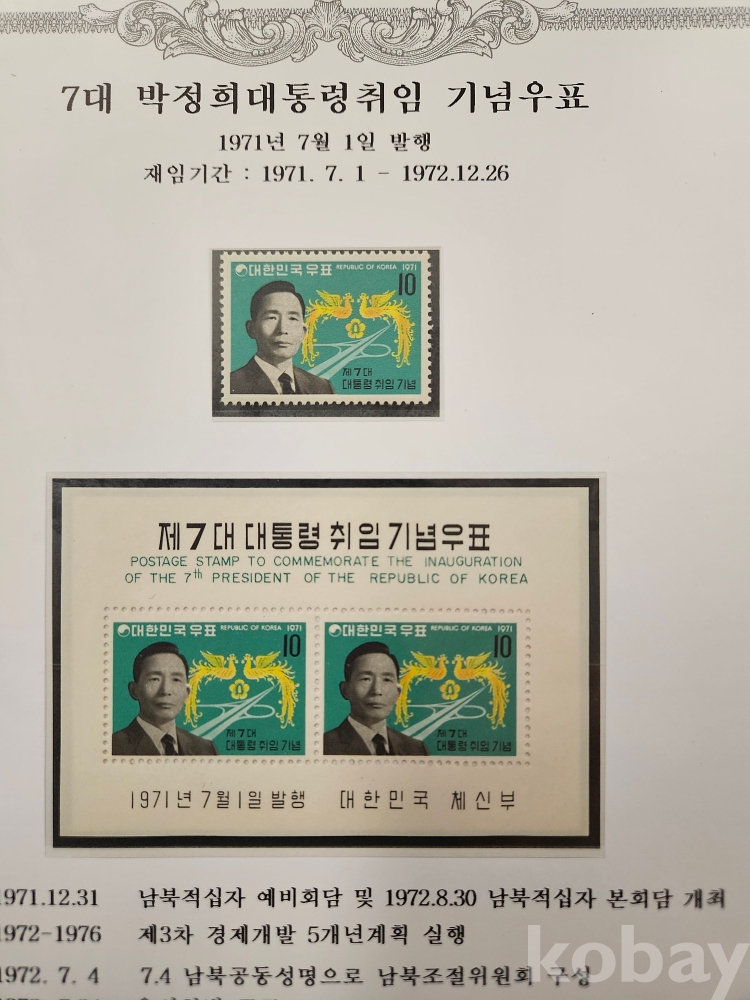 7대 박정희대통령취임 기념우표
1971년 7월 1일 발행
재임기간 : 1971. 7. 1 - 1972.12.26
대한민국우표 REPUBLIC OF KOREA 1971
10
제7대
대통령취임기념
제7대 대통령 취임 기념우표
POSTAGE STAMP TO COMMEMORATE THE INAUGURATION
OF THE 7th PRESIDENT OF THE REPUBLIC OF KOREA
대한민국우표 REPUBLIC OF KOREA 1971
10
제7대
대통령취임기념
대한민국우표 REPUBLIC OF KOREA 1971
10
제7대
대통령취임기념
1971년 7월 1일 발행 대한민국 체신부
1971.12.31 남북적십자 예비회담 및 1972.8.30 남북적십자 본회담 개최
1972-1976 제3차 경제개발 5개년계획 실행
1972. 7. 4 7.4 남북공동성명으로 남북조절위원회 구성
kobay